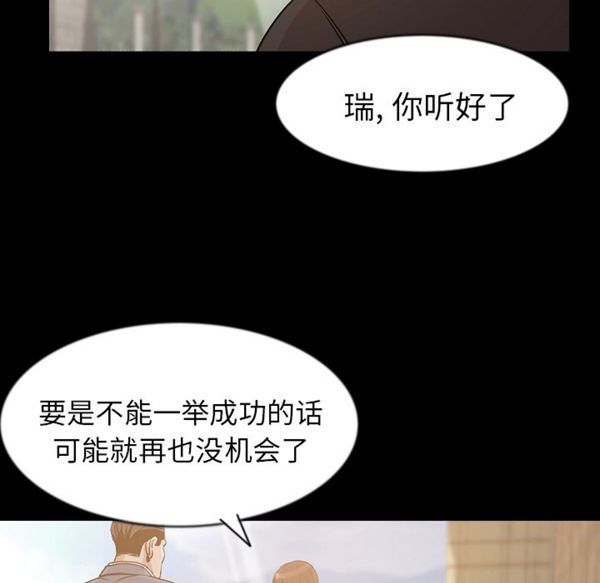 瑞, 你听好了
要是不能一举成功的话
可能就再也没机会了